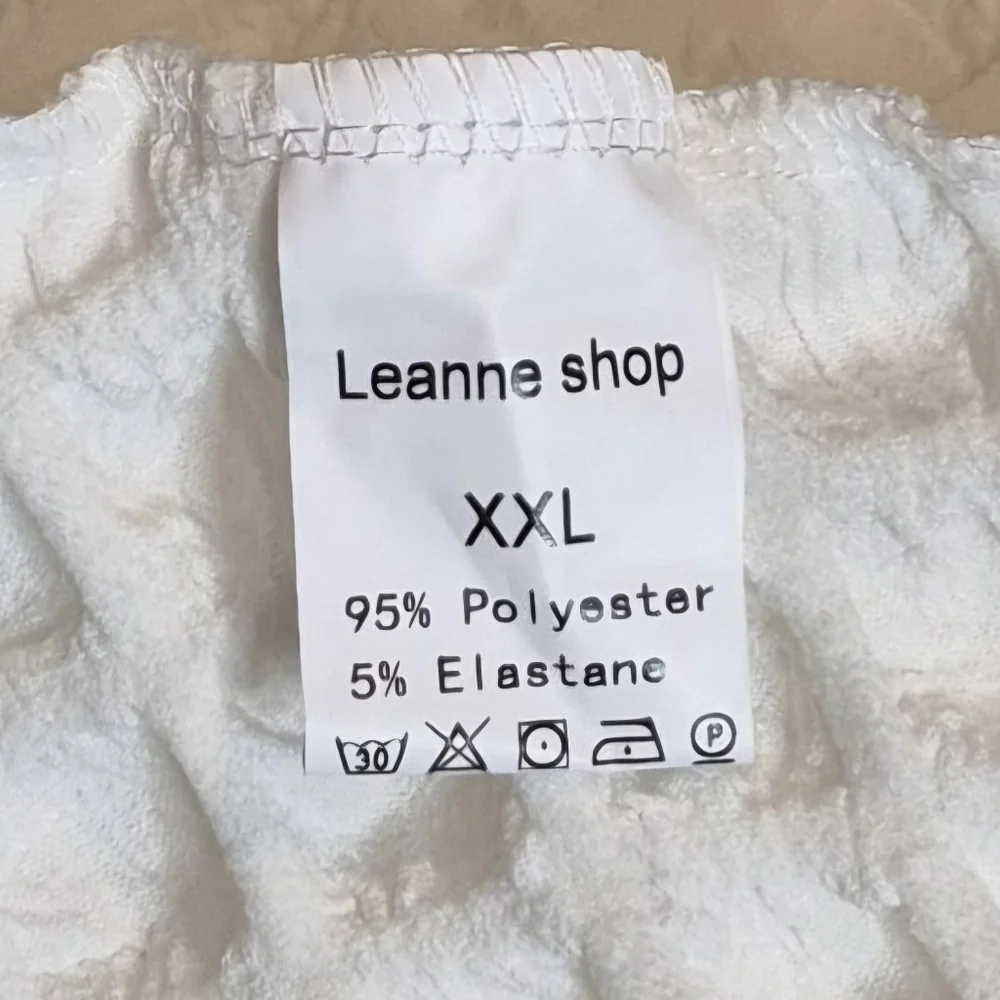 Leanne shop
XXL
95% Polyester
5% Elastane
30 P